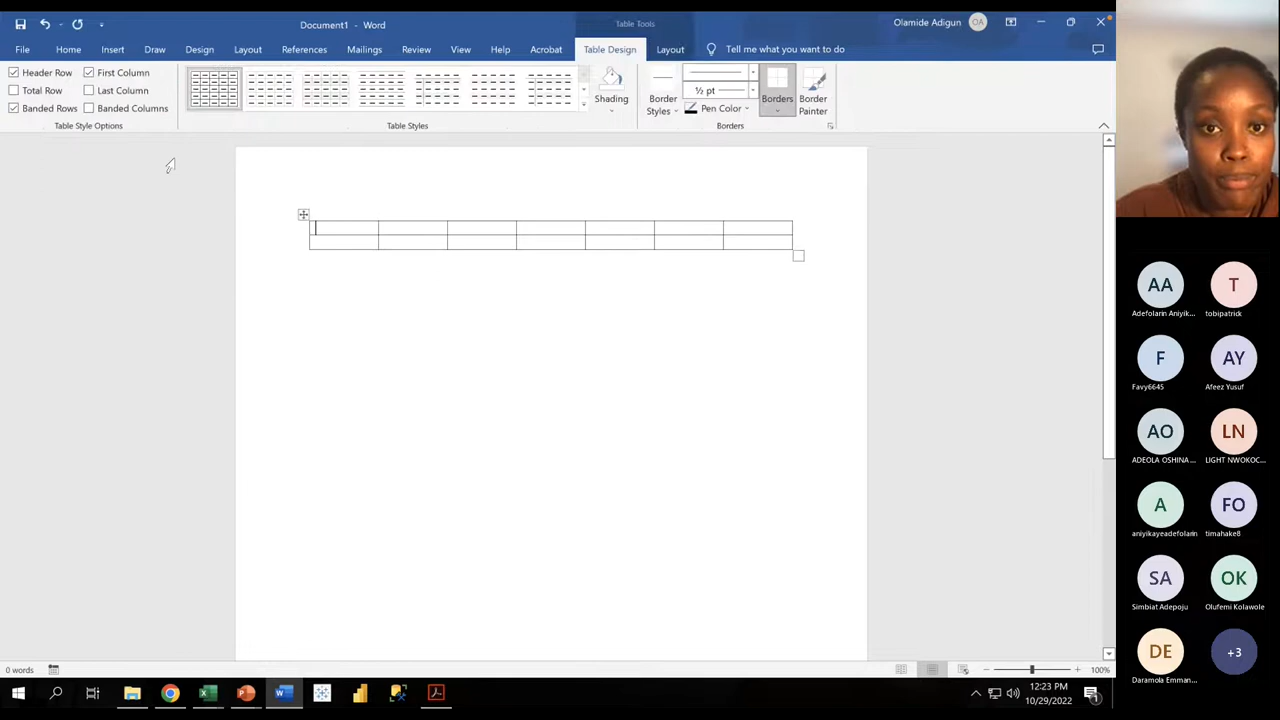 Document1 - Word
Table Tools
Olamide Adigun
OA
File
Home
Insert
Draw
Design
Layout
References
Mailings
Review
View
Help
Acrobat
Table Design
Layout
Tell me what you want to do
Header Row
First Column
Total Row
Last Column
Banded Rows
Banded Columns
Table Style Options
Table Styles
Shading
Border
Styles
½ pt
Pen Color
Borders
Border
Painter
Borders
AA
Adefolarin Aniyik...
T
tobipatrick
F
Favy6645
AY
Afeez Yusuf
AO
ADEOLA OSHINA ...
LN
LIGHT NWOKOC...
A
aniyikayeadefolarin
FO
timahake8
SA
Simbiat Adepoju
OK
Olufemi Kolawole
DE
Daramola Emman...
+3
0 words
100%
12:23 PM
10/29/2022
1